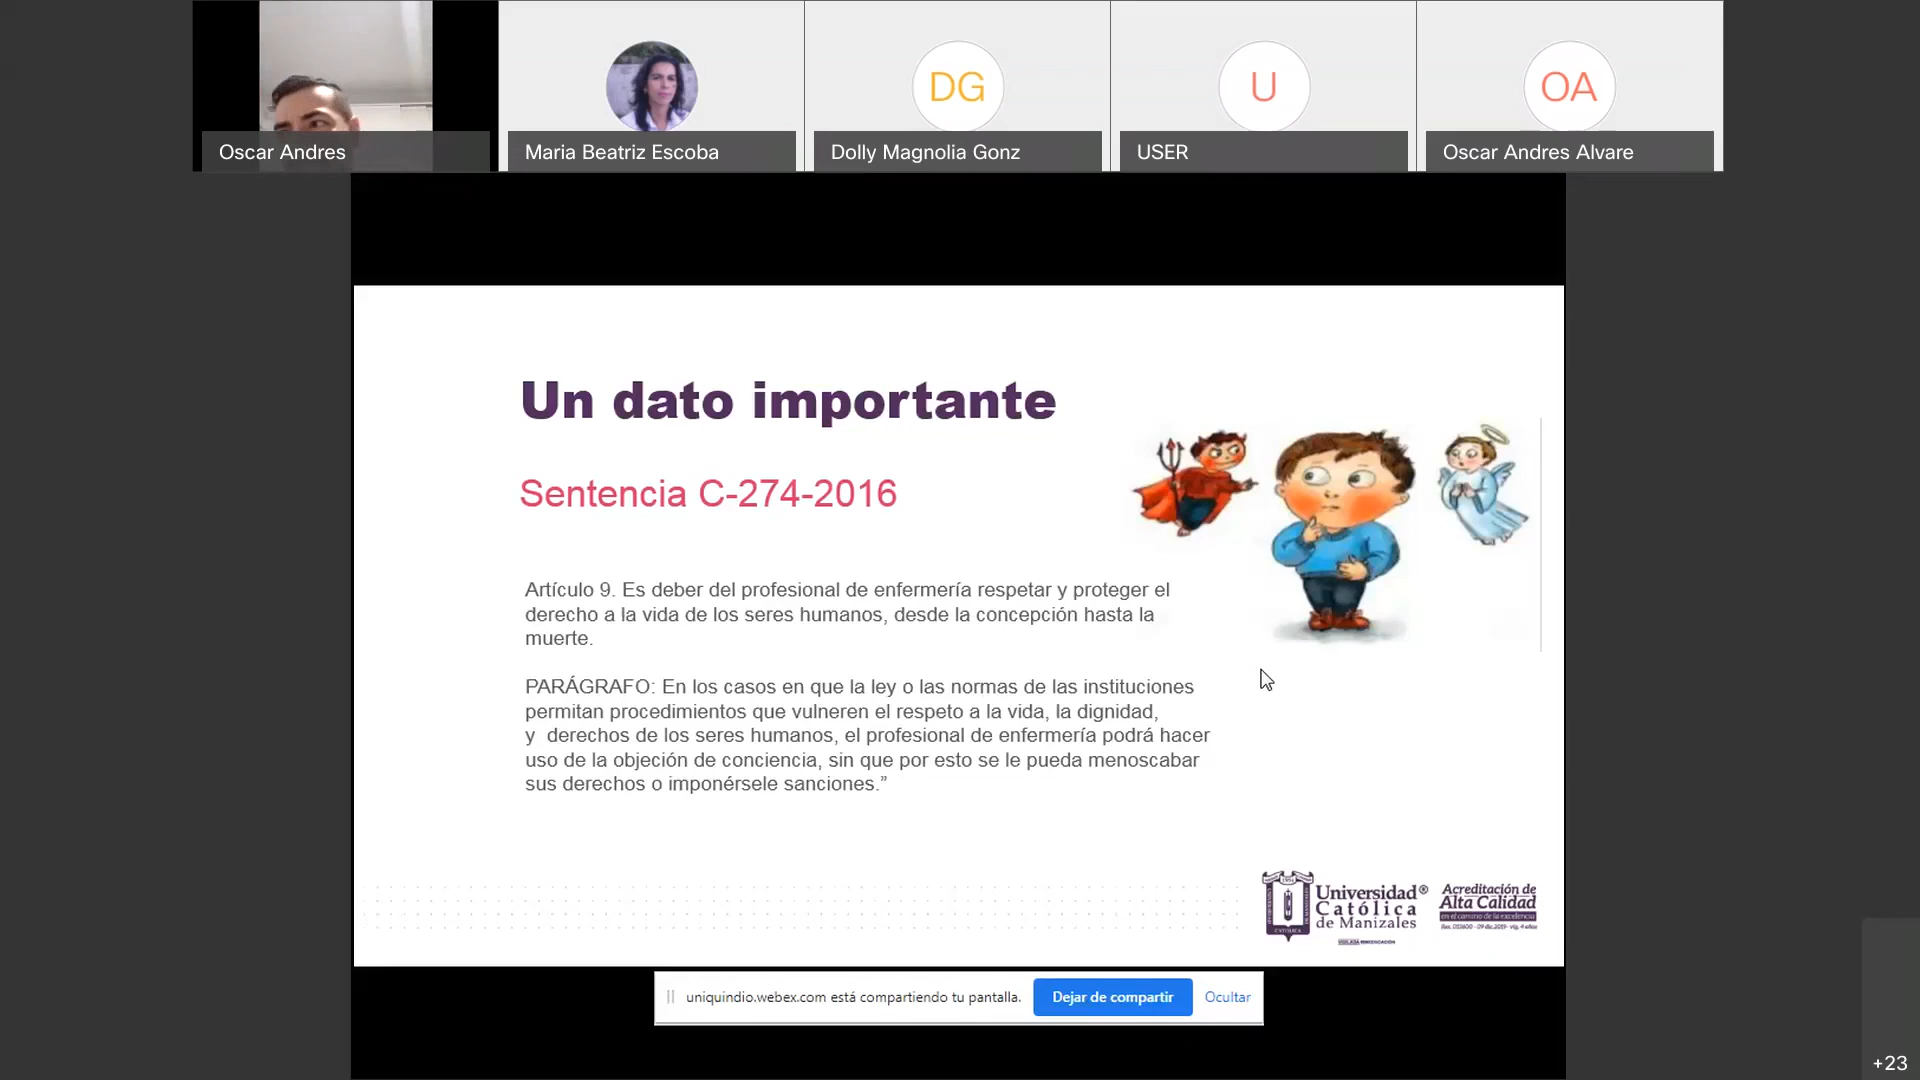 Oscar Andres
Maria Beatriz Escoba
DG
Dolly Magnolia Gonz
U
USER
OA
Oscar Andres Alvare
Un dato importante
Sentencia C-274-2016
Artículo 9. Es deber del profesional de enfermería respetar y proteger el
derecho a la vida de los seres humanos, desde la concepción hasta la
muerte.
PARÁGRAFO: En los casos en que la ley o las normas de las instituciones
permitan procedimientos que vulneren el respeto a la vida, la dignidad,
y  derechos de los seres humanos, el profesional de enfermería podrá hacer
uso de la objeción de conciencia, sin que por esto se le pueda menoscabar
sus derechos o imponérsele sanciones.”
Universidad®
Católica
de Manizales
Acreditación de
Alta Calidad
en el camino de la excelencia
uniquindio.webex.com está compartiendo tu pantalla.
Dejar de compartir
Ocultar
+23